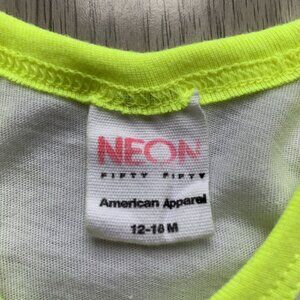 NEON
FIFTY FIFTY
American Apparel
12-18 M